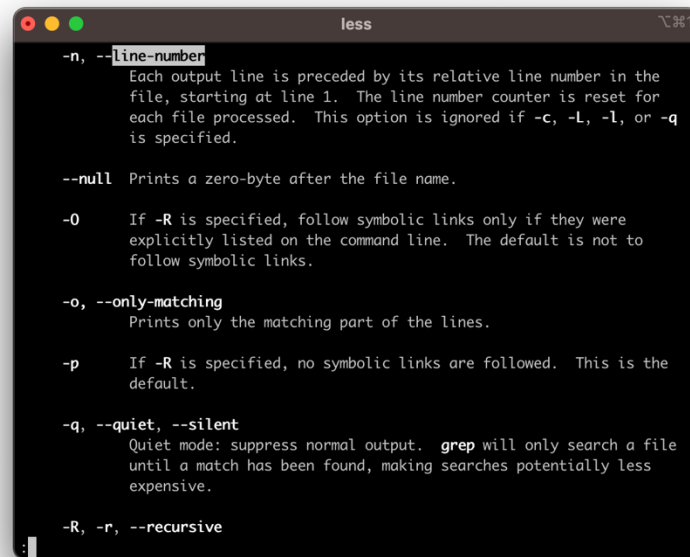 less
-n, --line-number
Each output line is preceded by its relative line number in the
file, starting at line 1.  The line number counter is reset for
each file processed.  This option is ignored if -c, -L, -l, or -q
is specified.
--null  Prints a zero-byte after the file name.
-O      If -R is specified, follow symbolic links only if they were
explicitly listed on the command line.  The default is not to
follow symbolic links.
-o, --only-matching
Prints only the matching part of the lines.
-p      If -R is specified, no symbolic links are followed.  This is the
default.
-q, --quiet, --silent
Quiet mode: suppress normal output.  grep will only search a file
until a match has been found, making searches potentially less
expensive.
-R, -r, --recursive
: